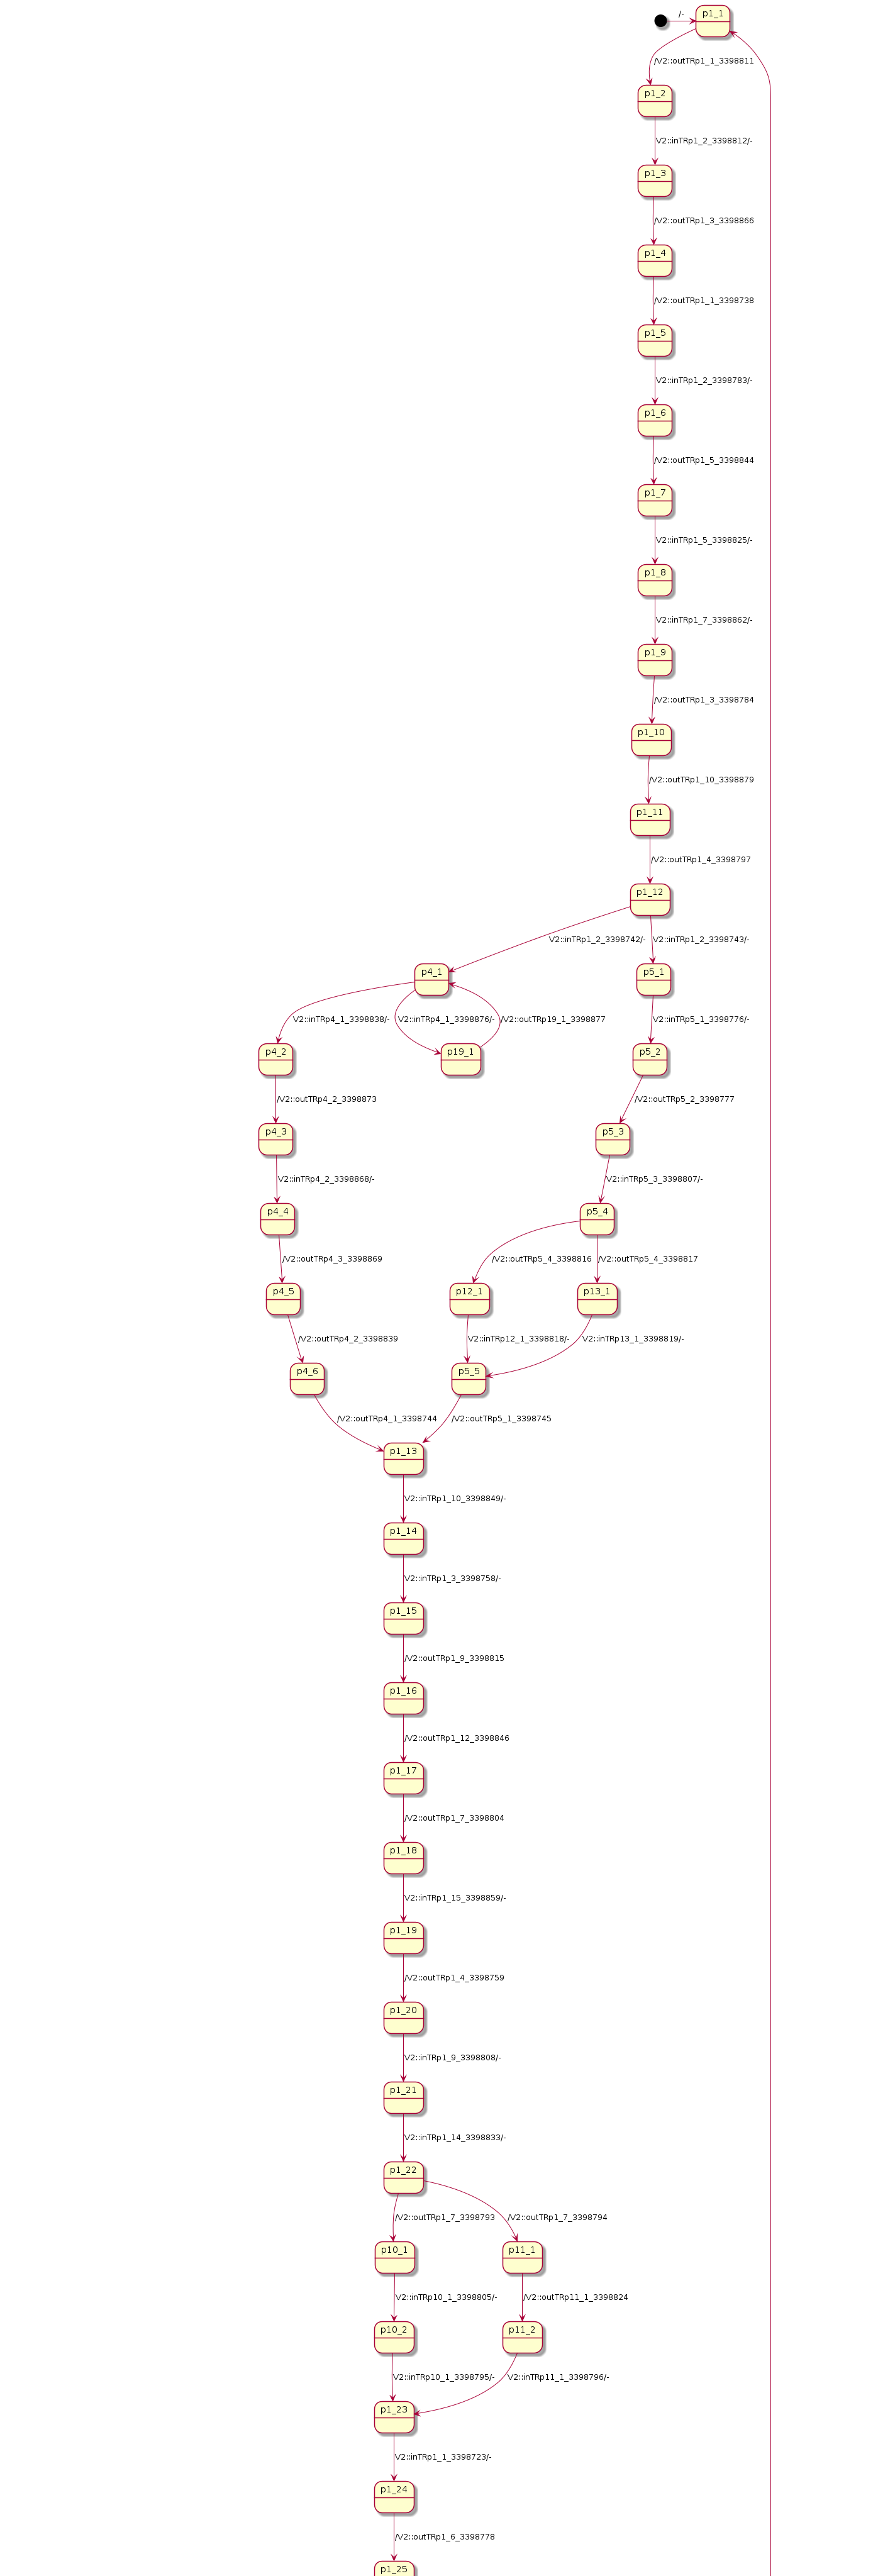 /-
p1_1
/V2::outTRp1_1_3398811
p1_2
V2::inTRp1_2_3398812/-
p1_3
/V2::outTRp1_3_3398866
p1_4
/V2::outTRp1_1_3398738
p1_5
V2::inTRp1_2_3398783/-
p1_6
/V2::outTRp1_5_3398844
p1_7
V2::inTRp1_5_3398825/-
p1_8
V2::inTRp1_7_3398862/-
p1_9
/V2::outTRp1_3_3398784
p1_10
/V2::outTRp1_10_3398879
p1_11
/V2::outTRp1_4_3398797
p1_12
V2::inTRp1_2_3398742/-
V2::inTRp1_2_3398743/-
p4_1
p5_1
V2::inTRp4_1_3398838/-
V2::inTRp4_1_3398876/-
/V2::outTRp19_1_3398877
V2::inTRp5_1_3398776/-
p4_2
p19_1
p5_2
/V2::outTRp4_2_3398873
/V2::outTRp5_2_3398777
p4_3
p5_3
V2::inTRp4_2_3398868/-
V2::inTRp5_3_3398807/-
p4_4
p5_4
/V2::outTRp4_3_3398869
/V2::outTRp5_4_3398816
/V2::outTRp5_4_3398817
p4_5
p12_1
p13_1
/V2::outTRp4_2_3398839
V2::inTRp12_1_3398818/-
V2::inTRp13_1_3398819/-
p4_6
p5_5
/V2::outTRp4_1_3398744
/V2::outTRp5_1_3398745
p1_13
V2::inTRp1_10_3398849/-
p1_14
V2::inTRp1_3_3398758/-
p1_15
/V2::outTRp1_9_3398815
p1_16
/V2::outTRp1_12_3398846
p1_17
/V2::outTRp1_7_3398804
p1_18
V2::inTRp1_15_3398859/-
p1_19
/V2::outTRp1_4_3398759
p1_20
V2::inTRp1_9_3398808/-
p1_21
V2::inTRp1_14_3398833/-
p1_22
/V2::outTRp1_7_3398793
/V2::outTRp1_7_3398794
p10_1
p11_1
V2::inTRp10_1_3398805/-
/V2::outTRp11_1_3398824
p10_2
p11_2
V2::inTRp10_1_3398795/-
V2::inTRp11_1_3398796/-
p1_23
V2::inTRp1_1_3398723/-
p1_24
/V2::outTRp1_6_3398778
p1_25